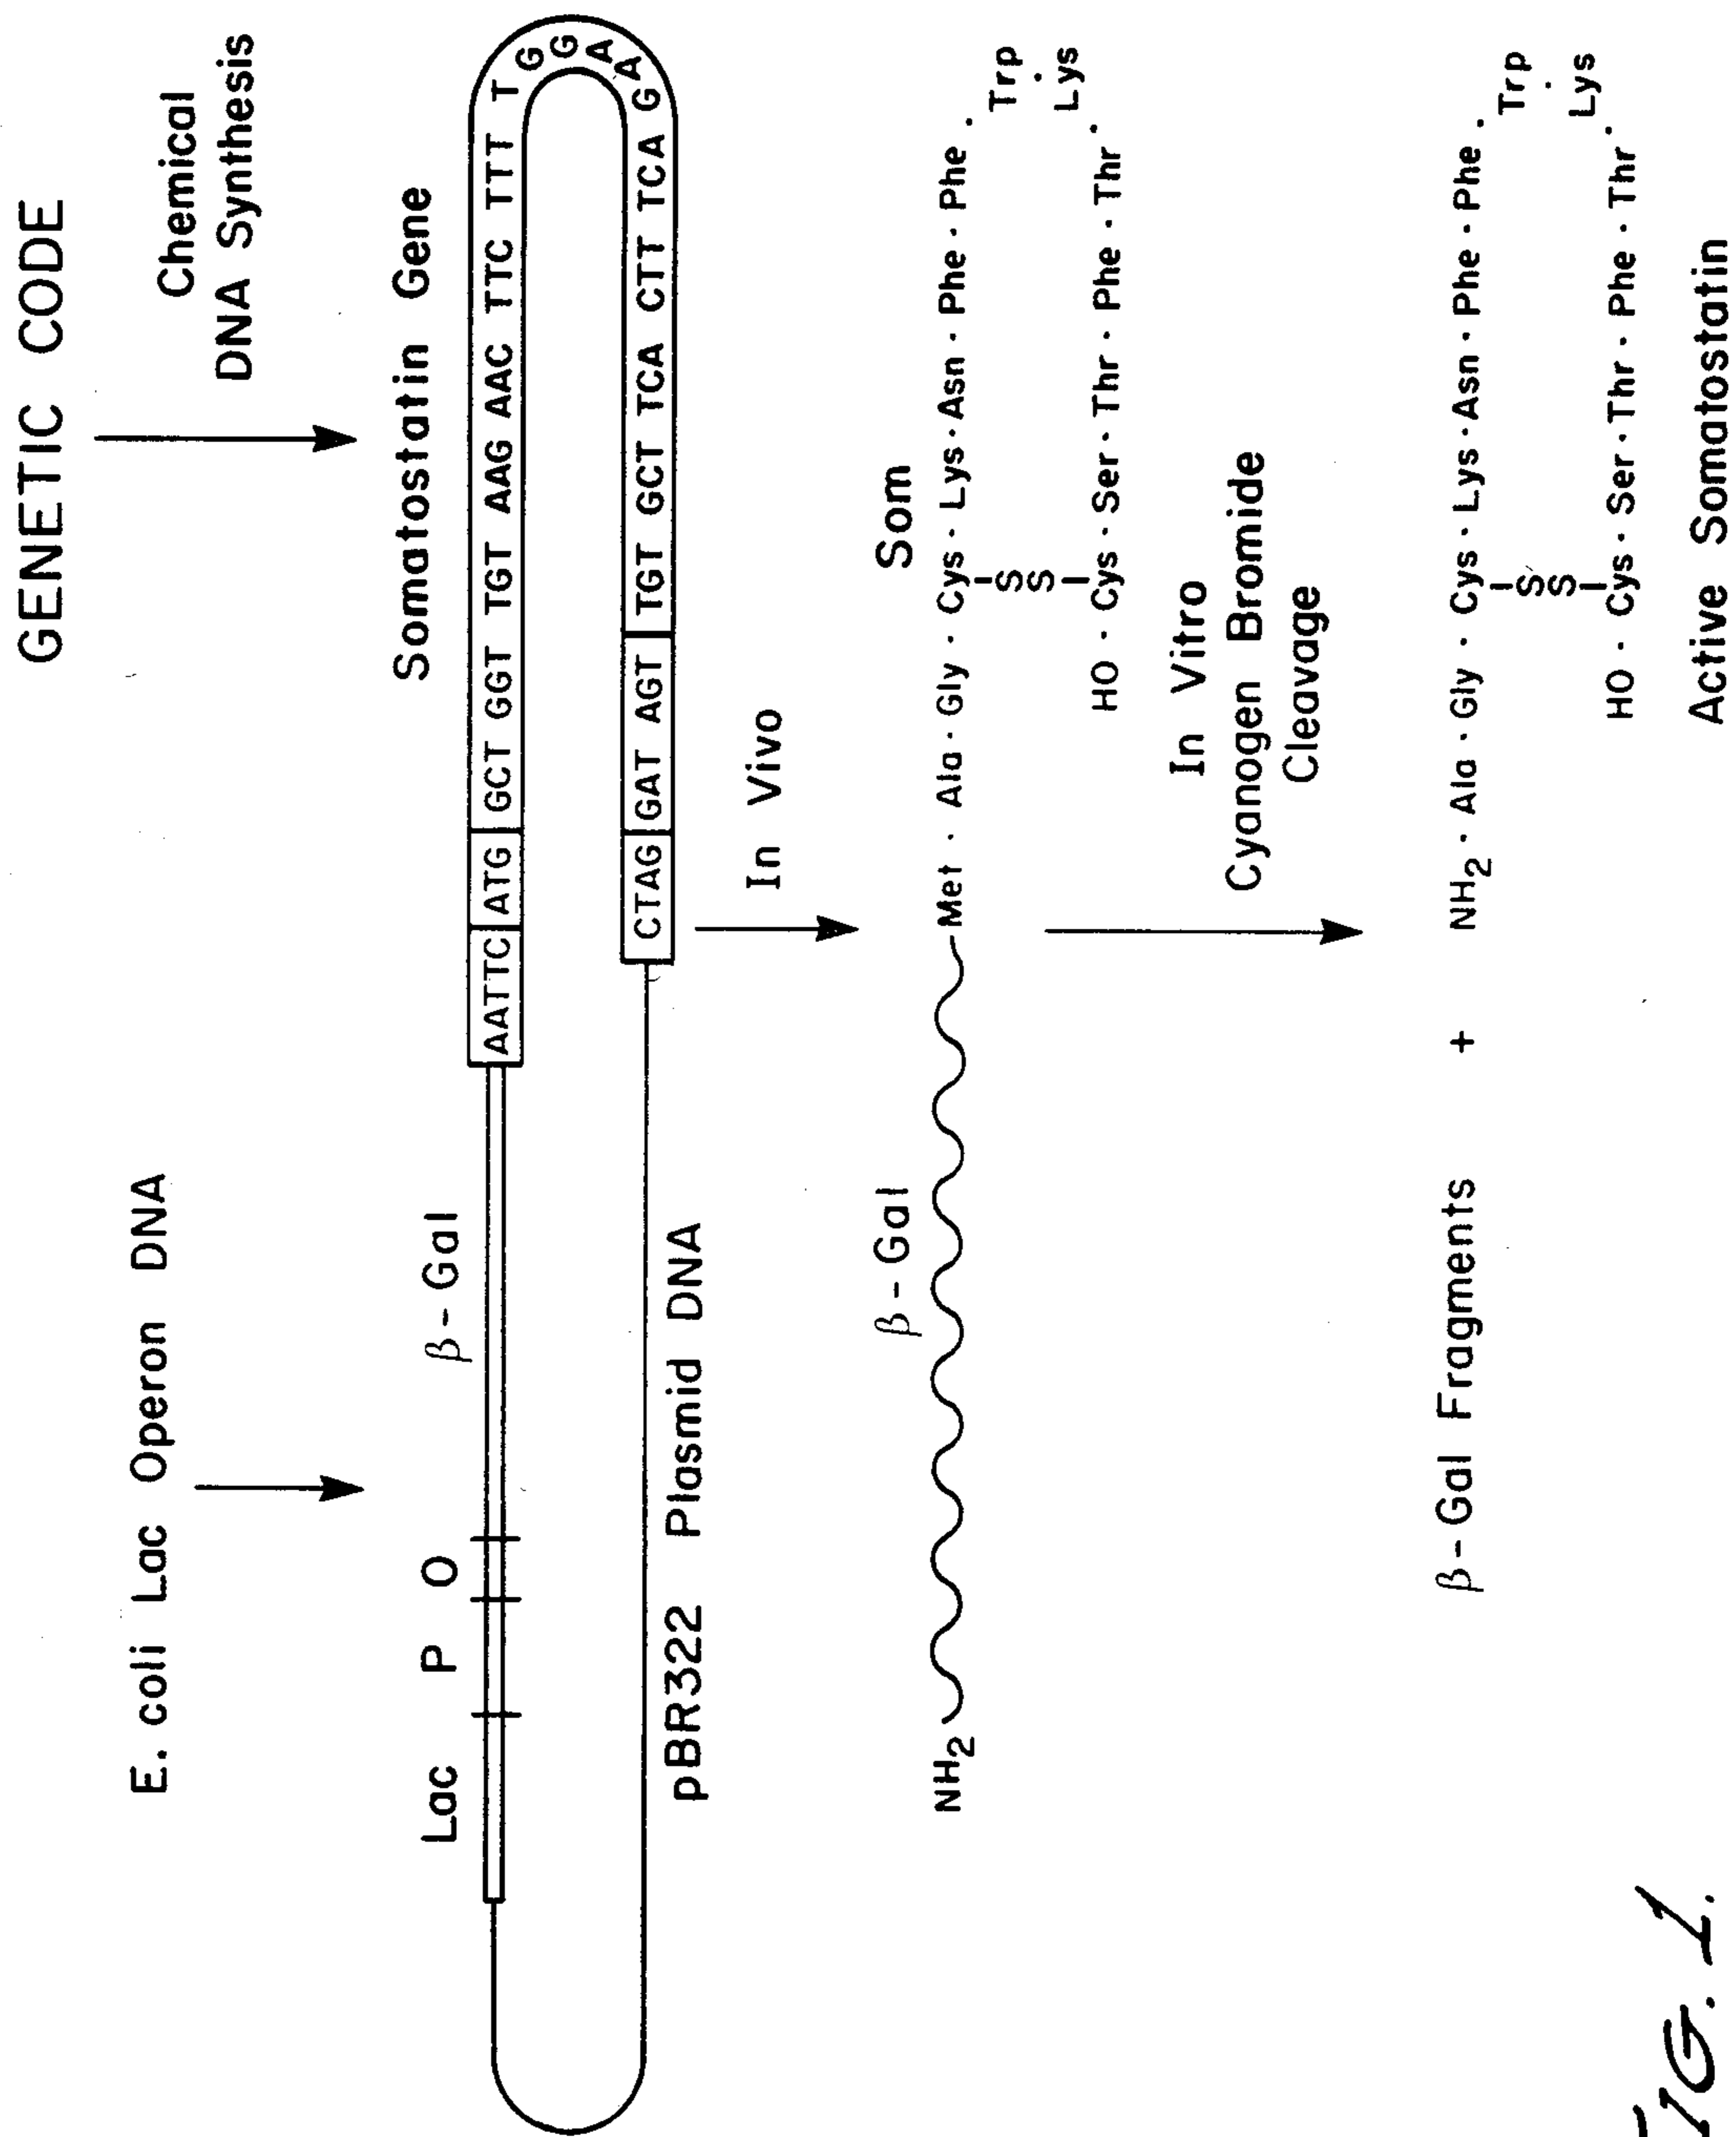 GENETIC CODE
E. coli Lac Operon DNA
Chemical
DNA Synthesis
Somatostatin Gene
Lac P O β-Gal
AATTC ATG GCT GGT TGT AAG AAC TTC TTT T
G
G
A
A
CTAG GAT AGT TGT GCT TCA CTT TCA G
pBR322 Plasmid DNA
In Vivo
β-Gal Som
NH2 Met · Ala · Gly · Cys · Lys · Asn · Phe · Phe ·
S
Trp
S
Lys
HO · Cys · Ser · Thr · Phe · Thr ·
In Vitro
Cyanogen Bromide
Cleavage
β-Gal Fragments + NH2 · Ala · Gly · Cys · Lys · Asn · Phe · Phe ·
S
Trp
S
Lys
HO · Cys · Ser · Thr · Phe · Thr ·
Active Somatostatin
FIG. 1.